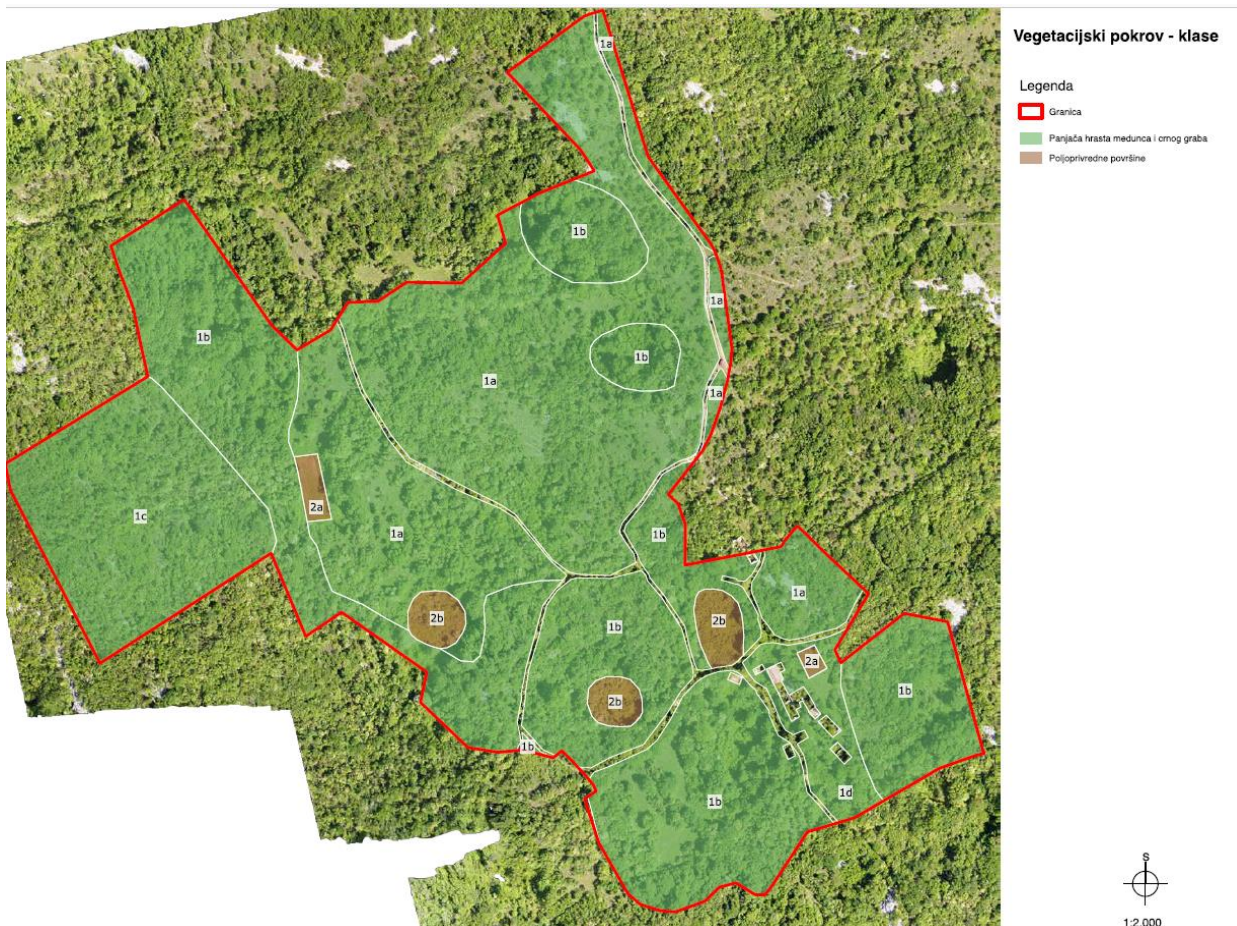 Vegetacijski pokrov - klase
Legenda
Granica
Panjača hrasta medunca i crnog graba
Poljoprivredne površine
1a
1b
1a
1b
1b
1a
1a
1c
2a
1a
1b
1a
2b
1b
2b
2a
1b
2b
1b
1b
1d
S
1:2.000